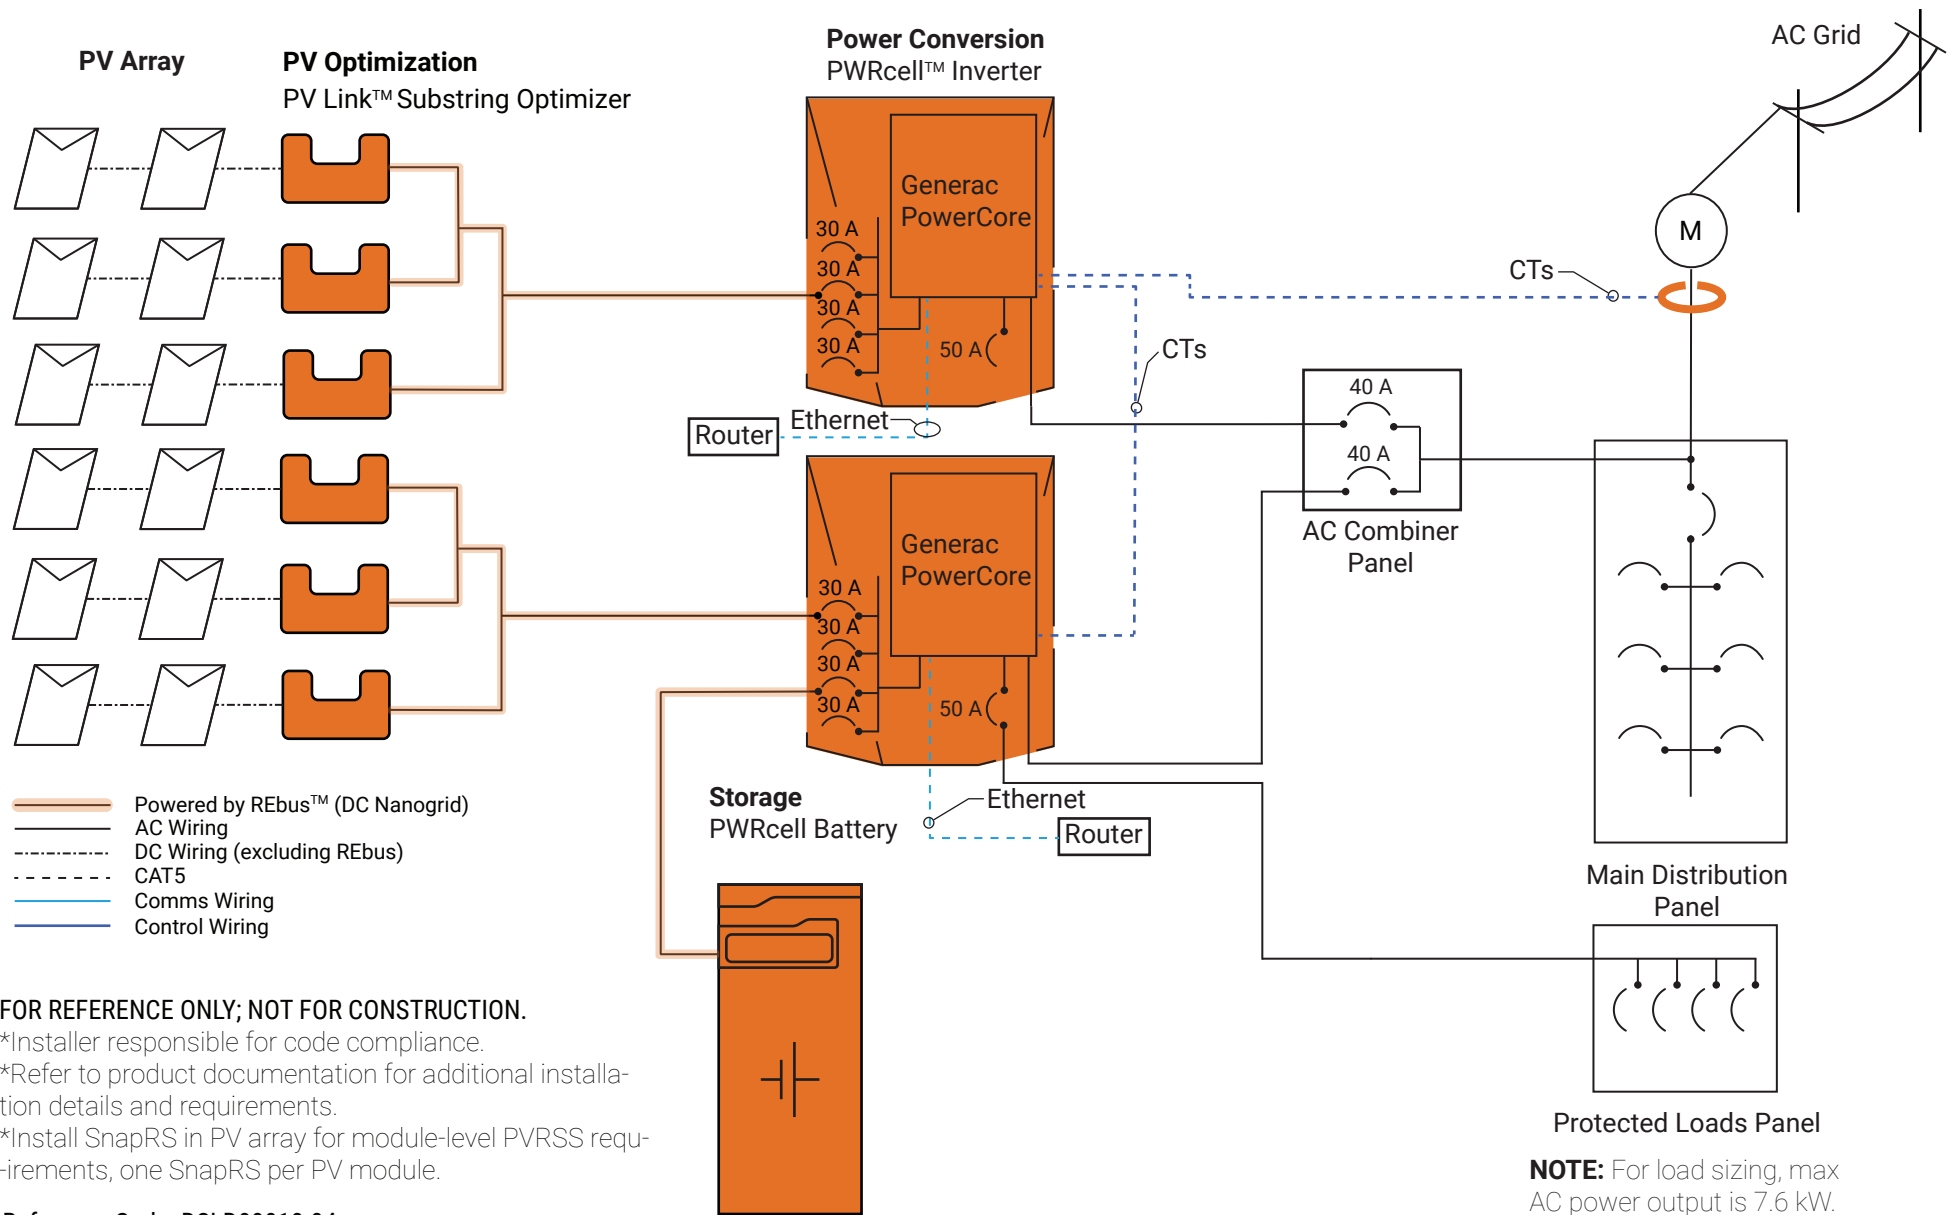 PV Array
PV Optimization
PV Link™ Substring Optimizer
Power Conversion
PWRcell™ Inverter
AC Grid
Generac
PowerCore
30 A
30 A
30 A
30 A
50 A
M
CTs
CTs
Router
Ethernet
40 A
40 A
AC Combiner
Panel
Generac
PowerCore
30 A
30 A
30 A
30 A
50 A
Storage
PWRcell Battery
Ethernet
Router
Main Distribution
Panel
Powered by REbus™ (DC Nanogrid)
AC Wiring
DC Wiring (excluding REbus)
CAT5
Comms Wiring
Control Wiring
FOR REFERENCE ONLY; NOT FOR CONSTRUCTION.
*Installer responsible for code compliance.
*Refer to product documentation for additional installa-
tion details and requirements.
*Install SnapRS in PV array for module-level PVRSS requ-
-irements, one SnapRS per PV module.
Protected Loads Panel
NOTE: For load sizing, max
AC power output is 7.6 kW.